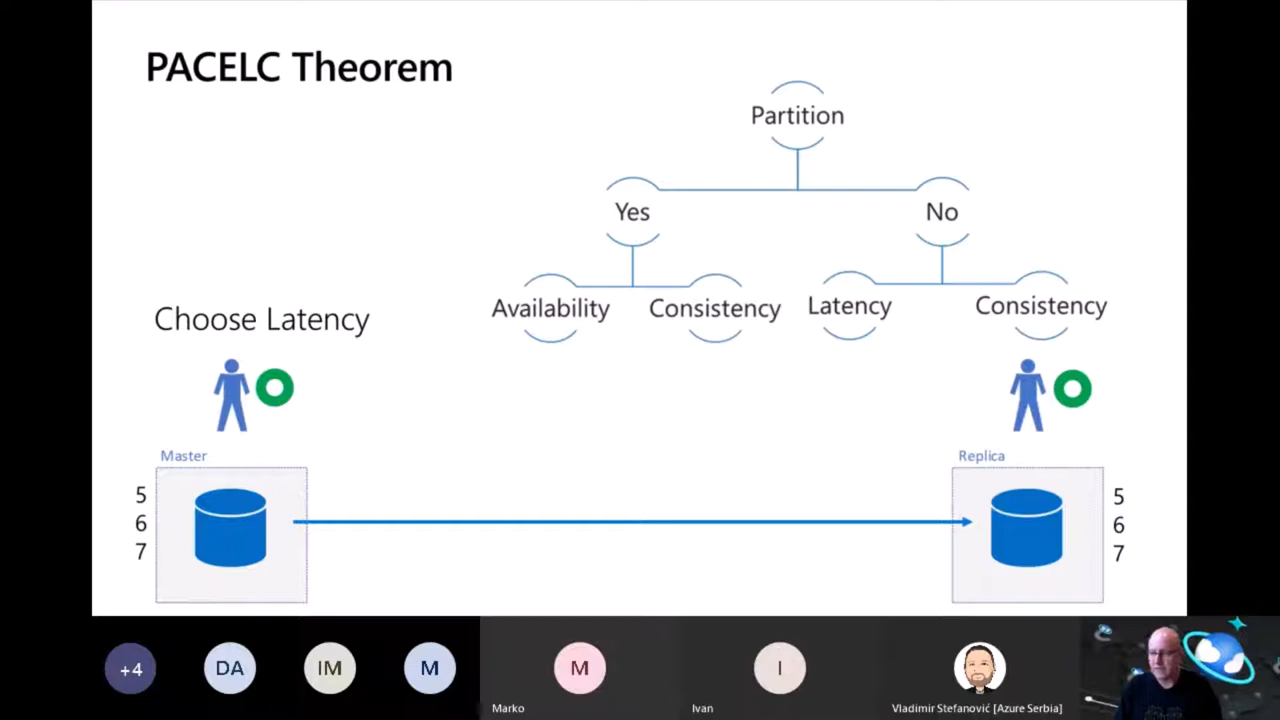 PACELC Theorem
Partition
Yes
No
Availability
Consistency
Latency
Consistency
Choose Latency
Master
Replica
5
6
7
5
6
7
+4
DA
IM
M
M
I
Marko
Ivan
Vladimir Stefanović [Azure Serbia]